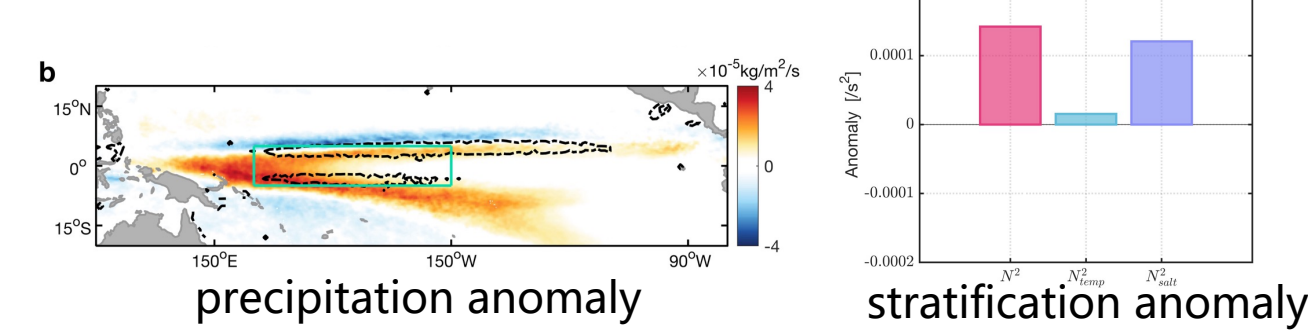 b
×10⁻⁵kg/m²/s
15°N
0°
15°S
150°E
150°W
90°W
4
0
-4
precipitation anomaly
Anomaly [/s²]
0.0001
0
-0.0001
-0.0002
N²
N²temp
N²salt
stratification anomaly